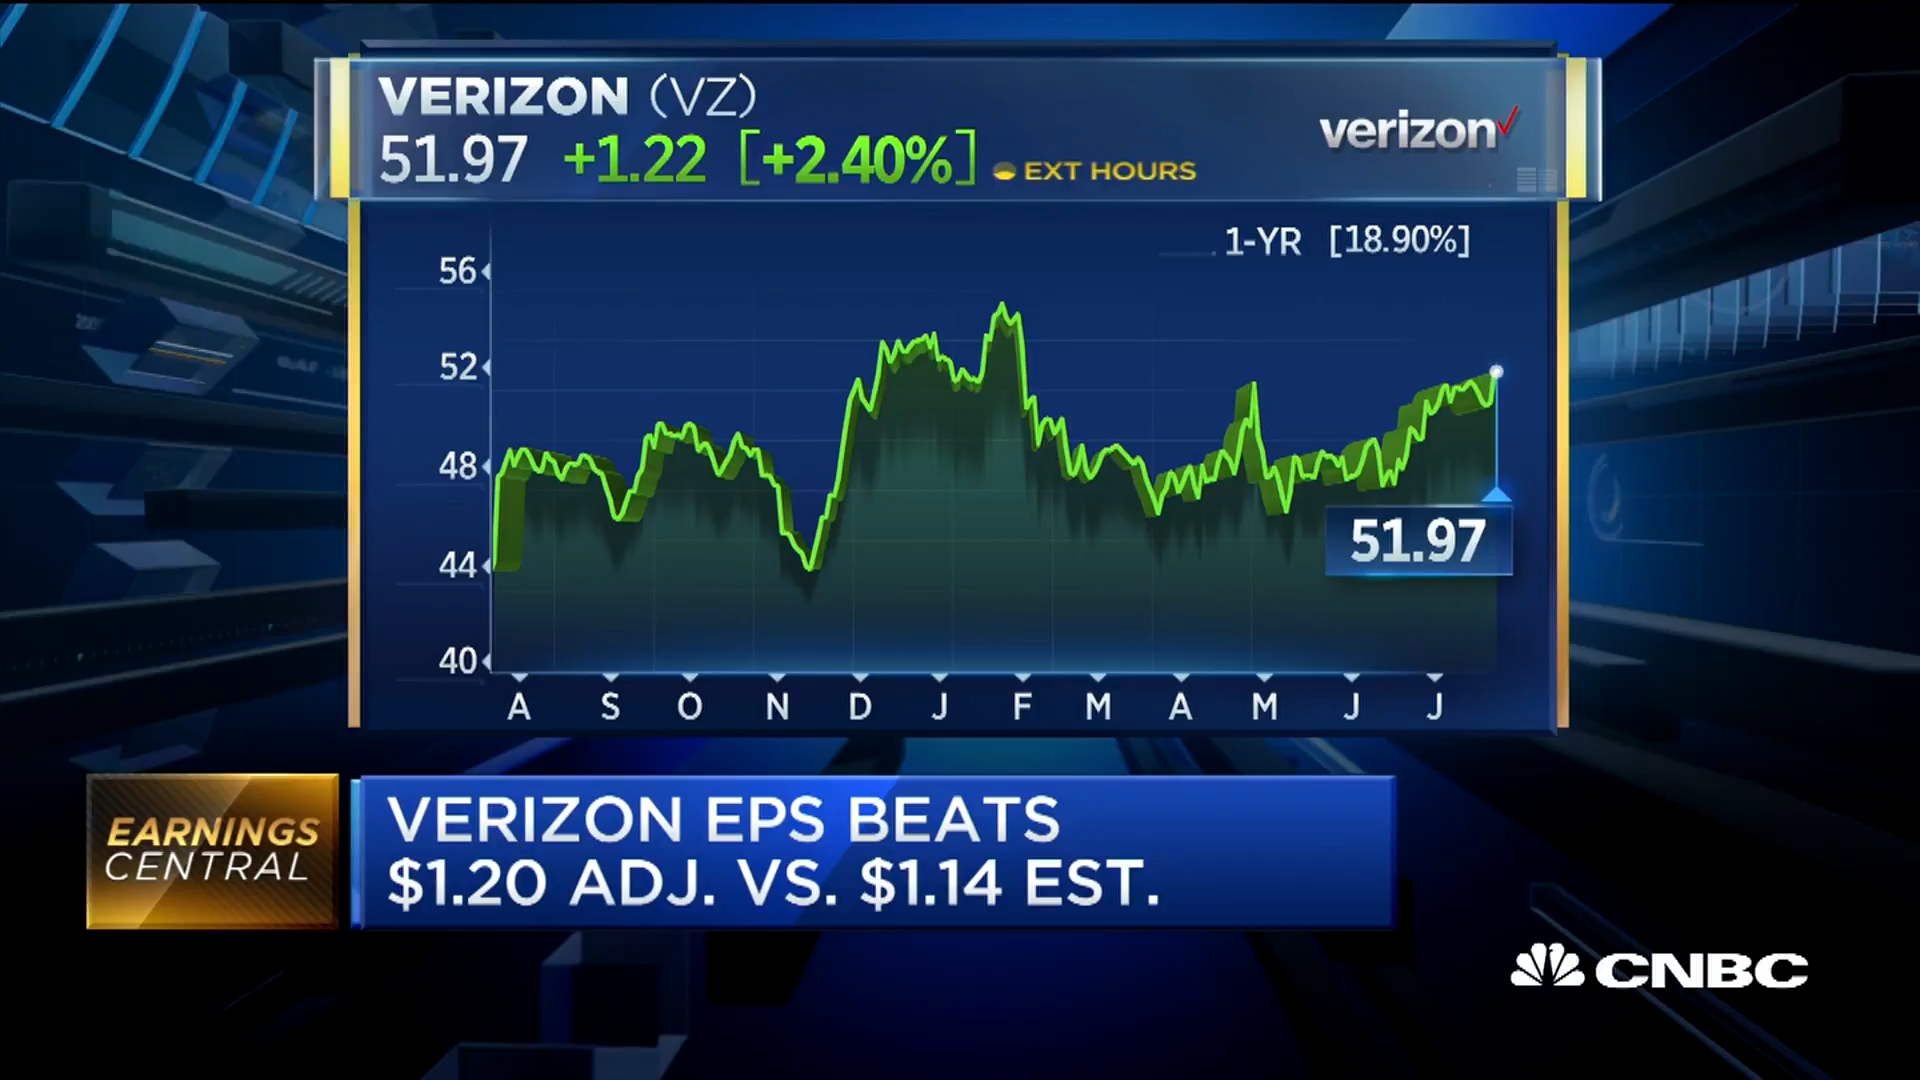 VERIZON (VZ)
51.97 +1.22 [+2.40%] EXT HOURS
verizon
1-YR [18.90%]
56
52
48
44
40
51.97
A S O N D J F M A M J J
EARNINGS
CENTRAL
VERIZON EPS BEATS
$1.20 ADJ. VS. $1.14 EST.
CNBC